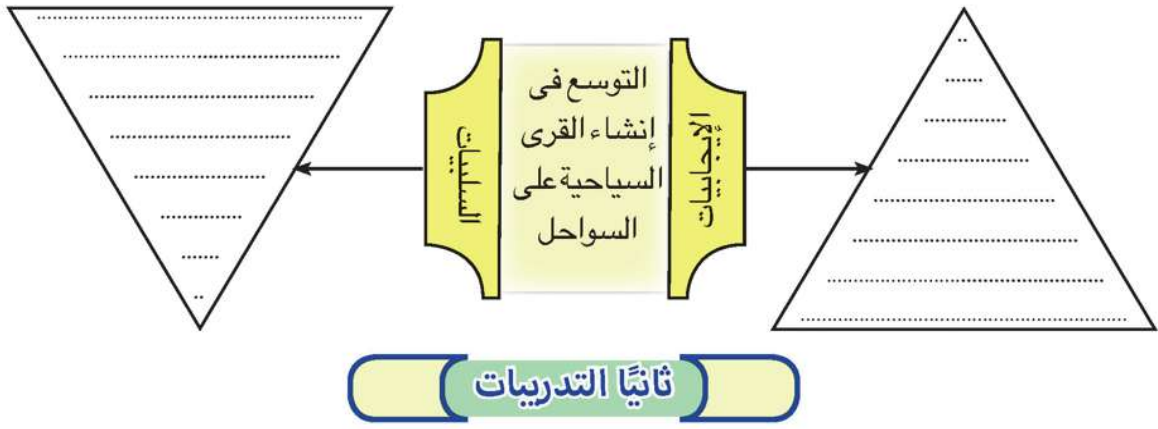 الإيجابيات
التوسع فى
إنشاء القرى
السياحية على
السواحل
السلبيات
ثانيًا التدريبات